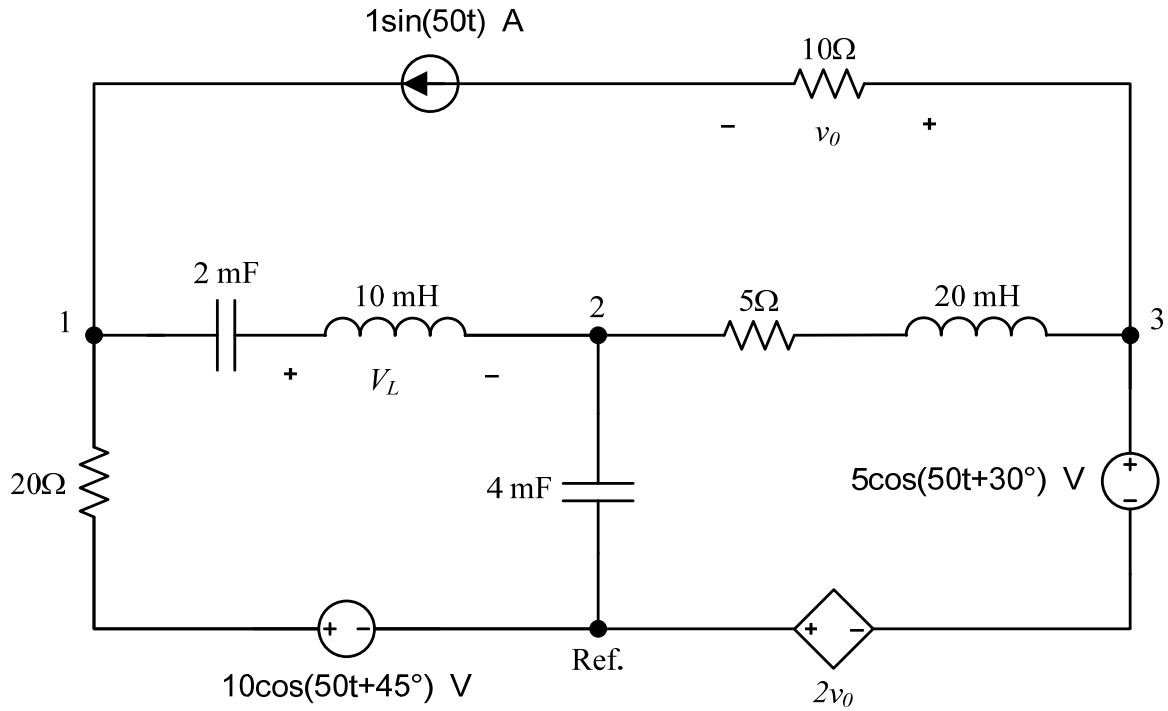 1sin(50t) A
10Ω
− v0 +
2 mF
10 mH
1
2
5Ω
20 mH
3
+ VL −
20Ω
4 mF
5cos(50t+30°) V
+
−
+ −
+ −
Ref.
10cos(50t+45°) V
2v0